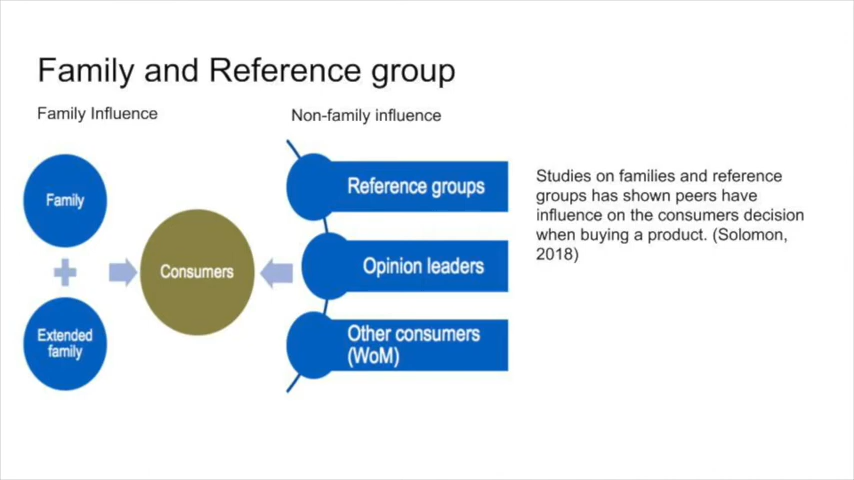 Family and Reference group
Family Influence
Non-family influence
Family
Extended
family
Consumers
Reference groups
Opinion leaders
Other consumers
(WoM)
Studies on families and reference
groups has shown peers have
influence on the consumers decision
when buying a product. (Solomon,
2018)